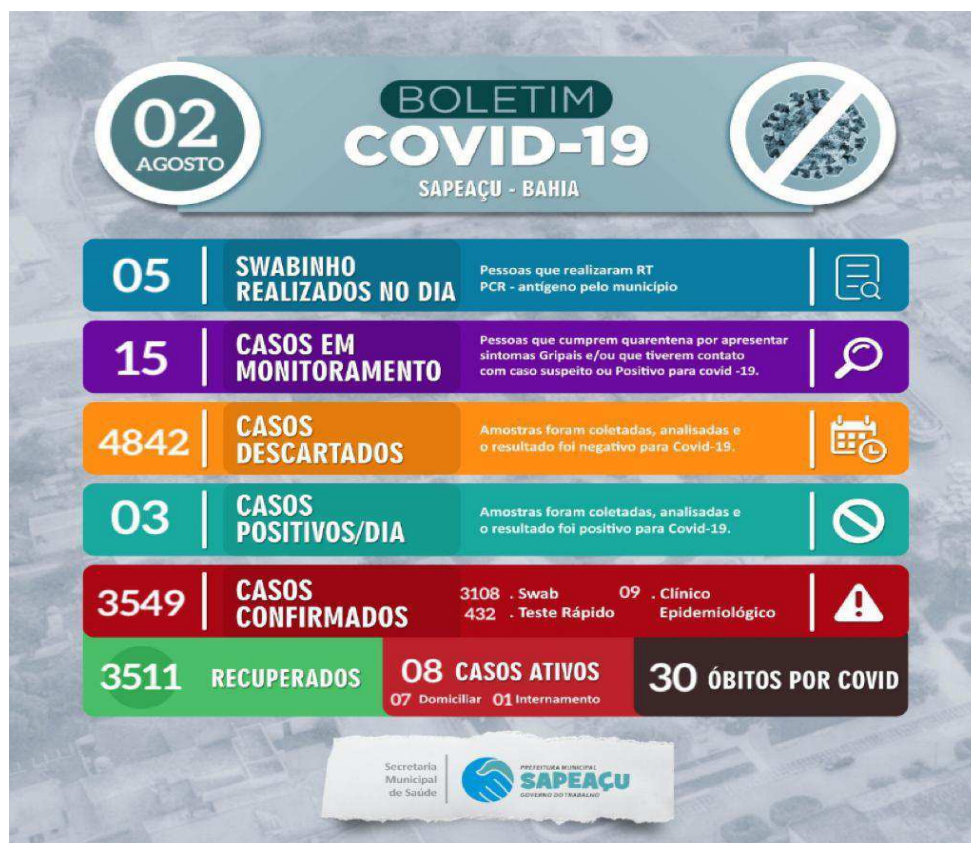 02
AGOSTO
BOLETIM
COVID-19
SAPEAÇU - BAHIA
05
SWABINHO
REALIZADOS NO DIA
Pessoas que realizaram RT
PCR - antígeno pelo município
15
CASOS EM
MONITORAMENTO
Pessoas que cumprem quarentena por apresentar
sintomas Gripais e/ou que tiverem contato
com caso suspeito ou Positivo para covid -19.
4842
CASOS
DESCARTADOS
Amostras foram coletadas, analisadas e
o resultado foi negativo para Covid-19.
03
CASOS
POSITIVOS/DIA
Amostras foram coletadas, analisadas e
o resultado foi positivo para Covid-19.
3549
CASOS
CONFIRMADOS
3108 . Swab
432 . Teste Rápido
09 . Clínico
Epidemiológico
3511 RECUPERADOS
08 CASOS ATIVOS
07 Domiciliar 01 Internamento
30 ÓBITOS POR COVID
Secretaria
Municipal
de Saúde
PREFEITURA MUNICIPAL
SAPEAÇU
GOVERNO DO TRABALHO